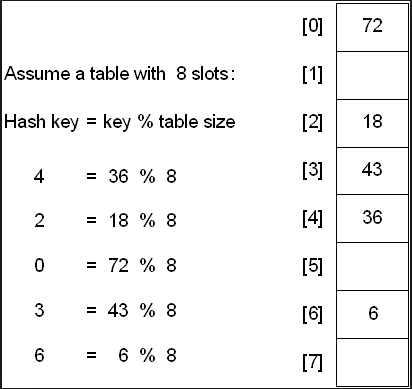 [0] 72
Assume a table with 8 slots: [1]
Hash key = key % table size [2] 18
[3] 43
4 = 36 % 8
[4] 36
2 = 18 % 8
0 = 72 % 8 [5]
3 = 43 % 8 [6] 6
6 = 6 % 8 [7]